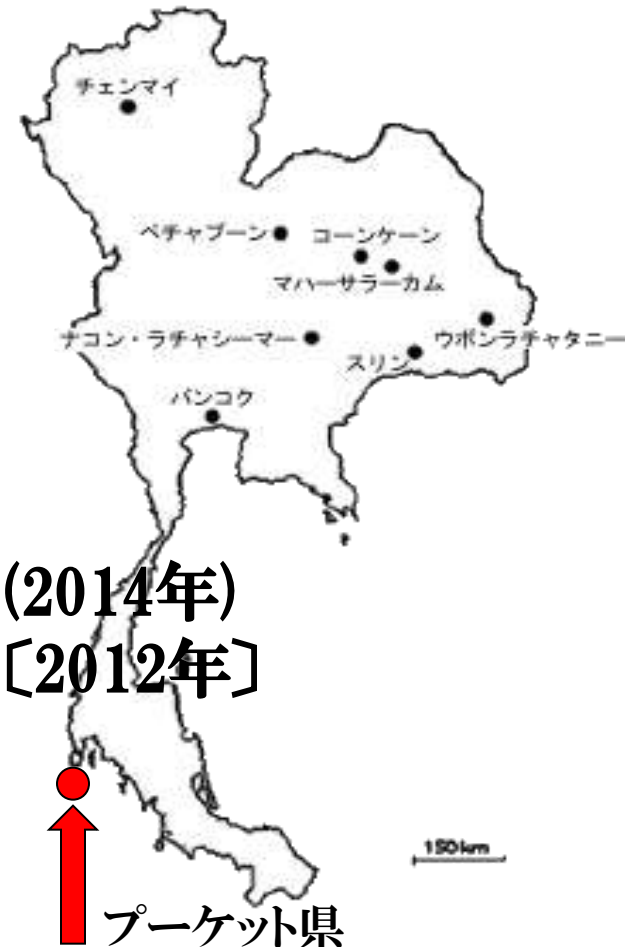 チェンマイ
ペチャブーン
コーンケーン
マハーサラーカム
ナコン・ラチャシーマー
ウボンラチャタニー
スリン
バンコク
(2014年)
〔2012年〕
150km
プーケット県